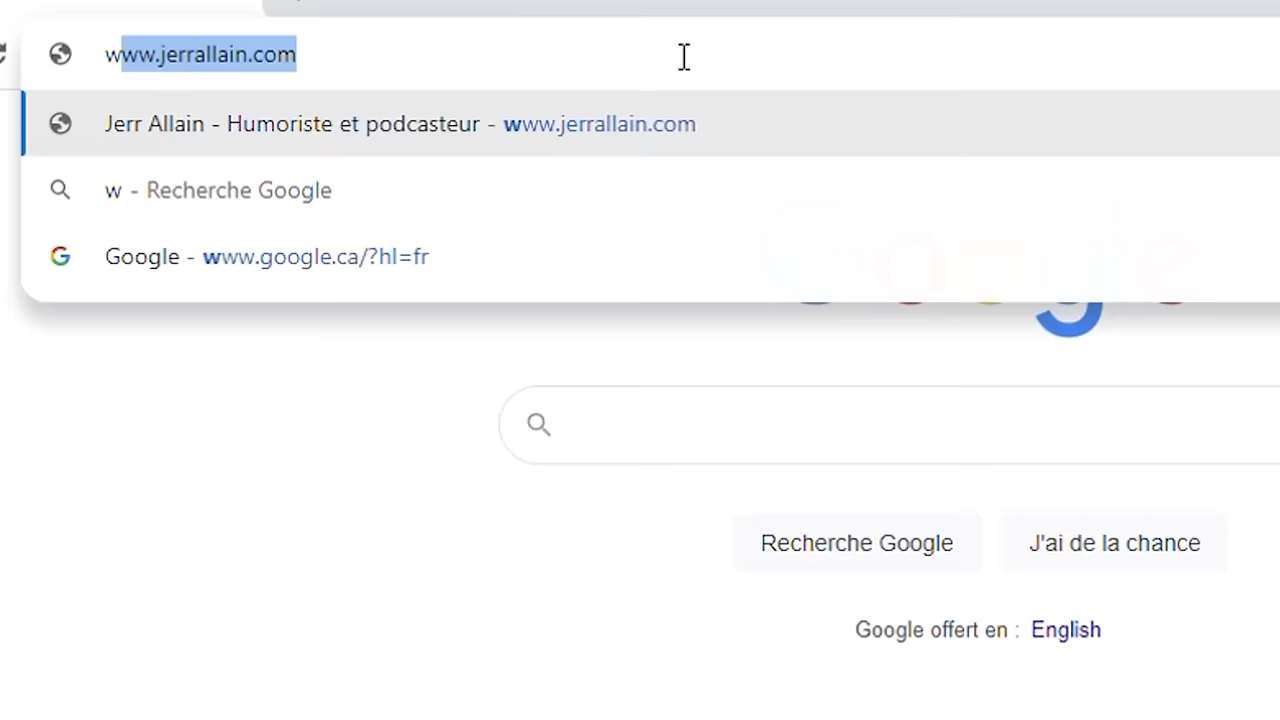 www.jerrallain.com
Jerr Allain - Humoriste et podcasteur - www.jerrallain.com
w - Recherche Google
Google - www.google.ca/?hl=fr
Google
Recherche Google J'ai de la chance
Google offert en : English